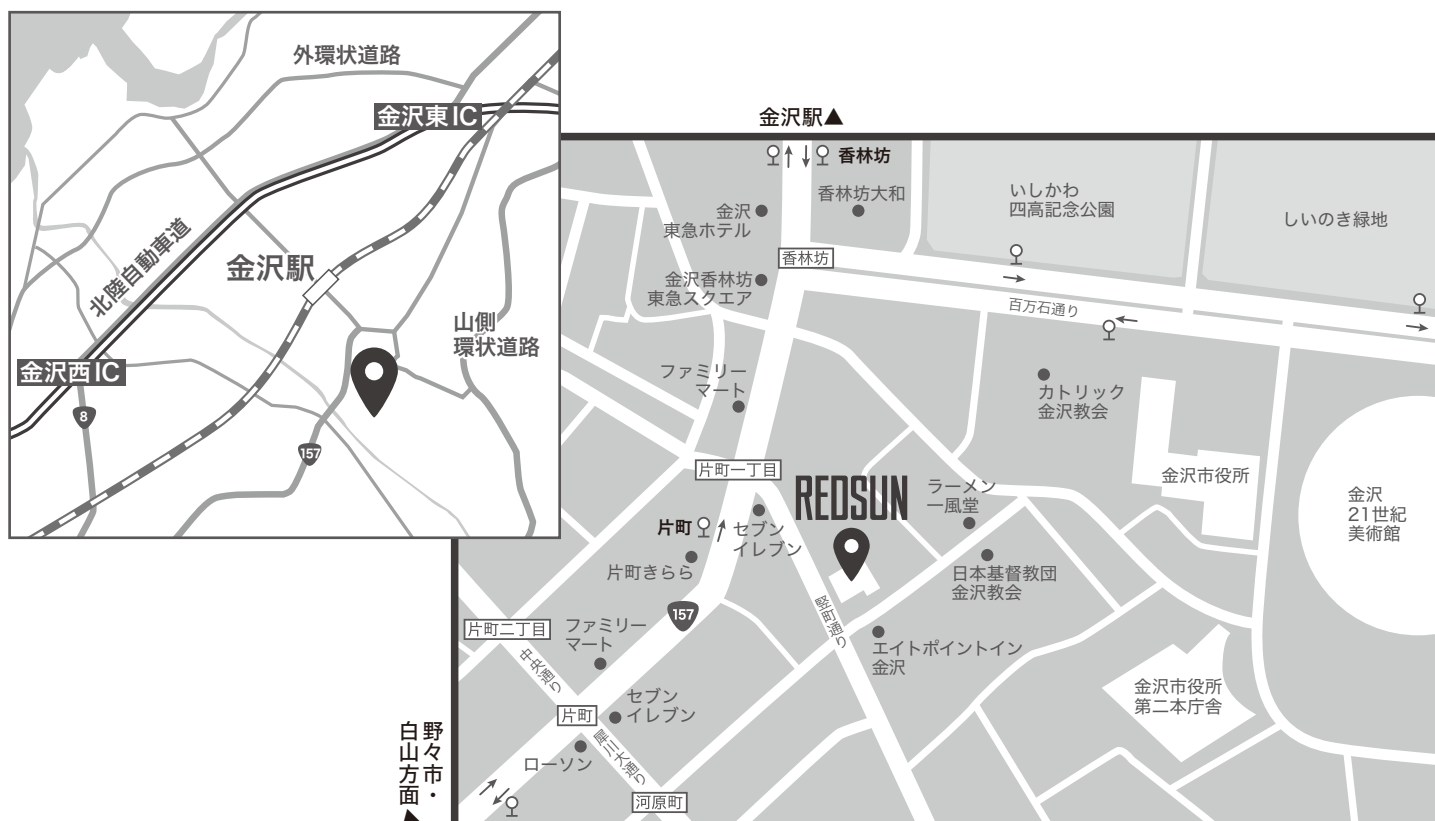 外環状道路
金沢東IC
北陸自動車道
金沢駅
山側
環状道路
金沢西IC
8
157
金沢駅▲
香林坊
香林坊大和
金沢
東急ホテル
いしかわ
四高記念公園
しいのき緑地
香林坊
金沢香林坊
東急スクエア
百万石通り
ファミリー
マート
カトリック
金沢教会
片町一丁目
REDSUN
ラーメン
一風堂
金沢市役所
金沢
21世紀
美術館
片町
セブン
イレブン
片町きらら
日本基督教団
金沢教会
157
竪町通り
片町二丁目
ファミリー
マート
エイトポイントイン
金沢
中央通り
セブン
イレブン
片町
金沢市役所
第二本庁舎
犀川大通り
ローソン
河原町
野々市・
白山方面